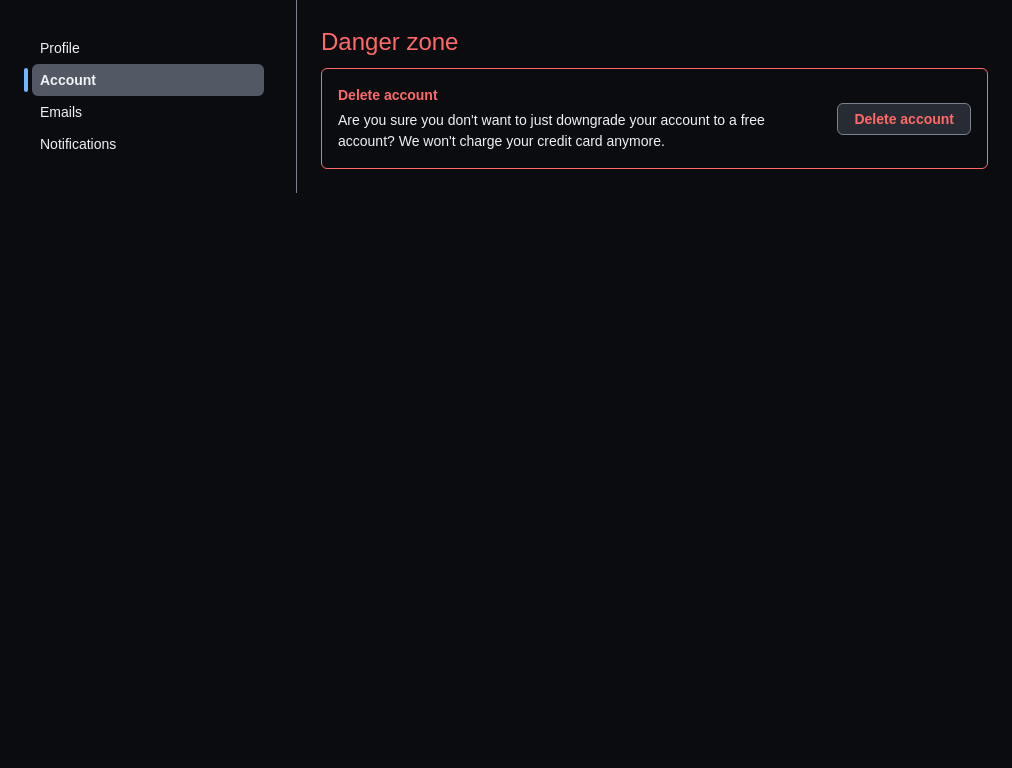 Profile
Account
Emails
Notifications
Danger zone
Delete account
Are you sure you don't want to just downgrade your account to a free
account? We won't charge your credit card anymore.
Delete account